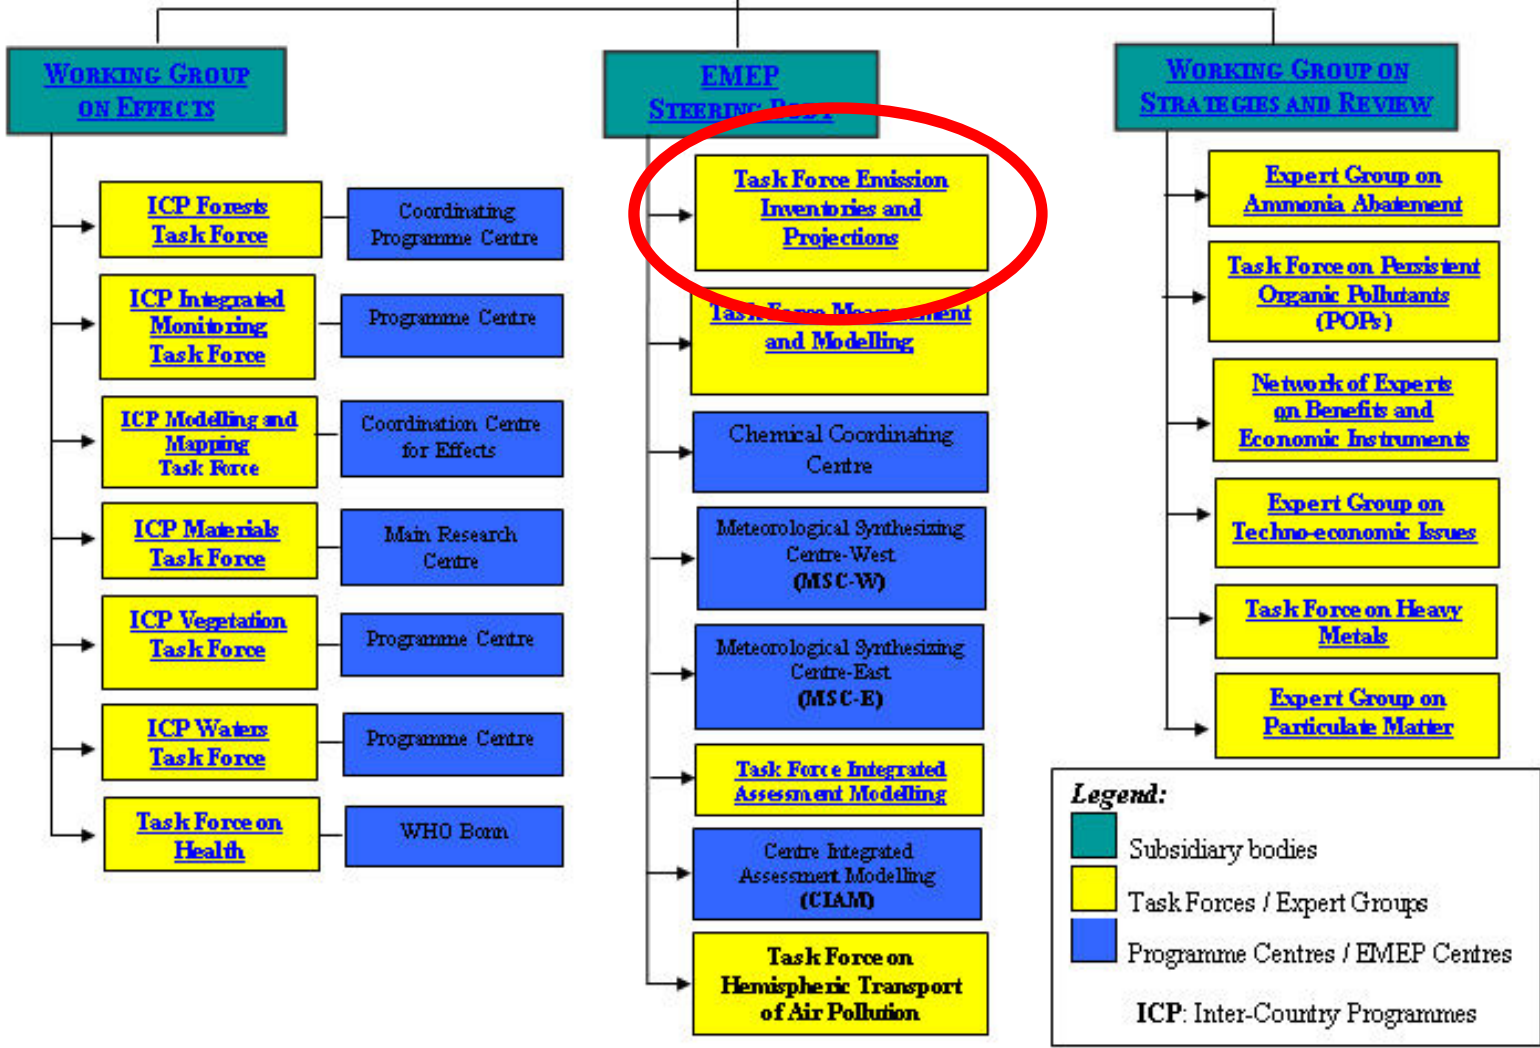 WORKING GROUP
ON EFFECTS
ICP Forests
Task Force
Coordinating
Programme Centre
ICP Integrated
Monitoring
Task Force
Programme Centre
ICP Modelling and
Mapping
Task Force
Coordination Centre
for Effects
ICP Materials
Task Force
Main Research
Centre
ICP Vegetation
Task Force
Programme Centre
ICP Waters
Task Force
Programme Centre
Task Force on
Health
WHO Bonn
EMEP
STEERING BODY
Task Force Emission
Inventories and
Projections
Task Force Measurement
and Modelling
Chemical Coordinating
Centre
Meteorological Synthesizing
Centre-West
(MSC-W)
Meteorological Synthesizing
Centre-East
(MSC-E)
Task Force Integrated
Assessment Modelling
Centre Integrated
Assessment Modelling
(CIAM)
Task Force on
Hemispheric Transport
of Air Pollution
WORKING GROUP ON
STRATEGIES AND REVIEW
Expert Group on
Ammonia Abatement
Task Force on Persistent
Organic Pollutants
(POPs)
Network of Experts
on Benefits and
Economic Instruments
Expert Group on
Techno-economic Issues
Task Force on Heavy
Metals
Expert Group on
Particulate Matter
Legend:
Subsidiary bodies
Task Forces / Expert Groups
Programme Centres / EMEP Centres
ICP: Inter-Country Programmes